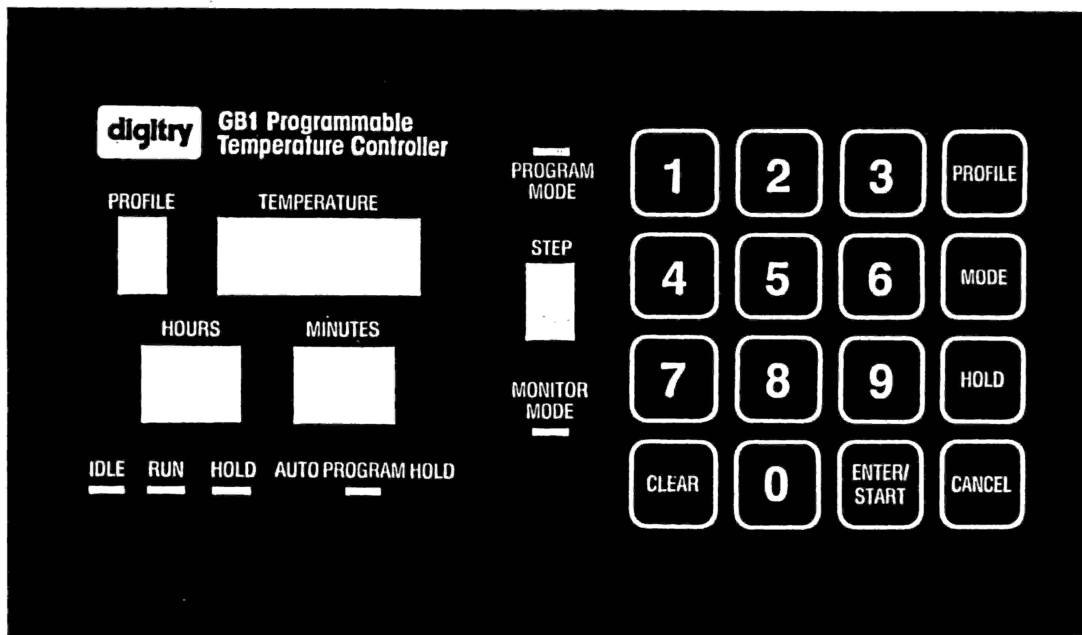 digitry
GB1 Programmable
Temperature Controller
PROFILE
TEMPERATURE
HOURS
MINUTES
IDLE
RUN
HOLD
AUTO PROGRAM HOLD
PROGRAM
MODE
STEP
MONITOR
MODE
1
2
3
PROFILE
4
5
6
MODE
7
8
9
HOLD
CLEAR
0
ENTER/
START
CANCEL